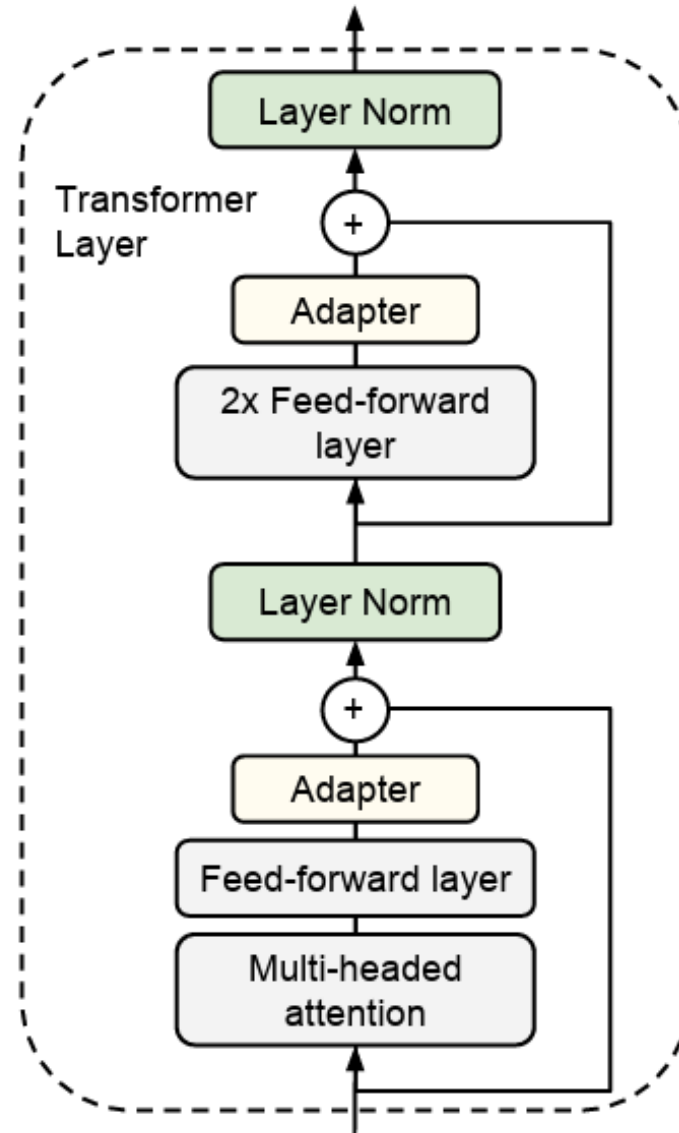 Layer Norm
Transformer
Layer
+
Adapter
2x Feed-forward
layer
Layer Norm
+
Adapter
Feed-forward layer
Multi-headed
attention